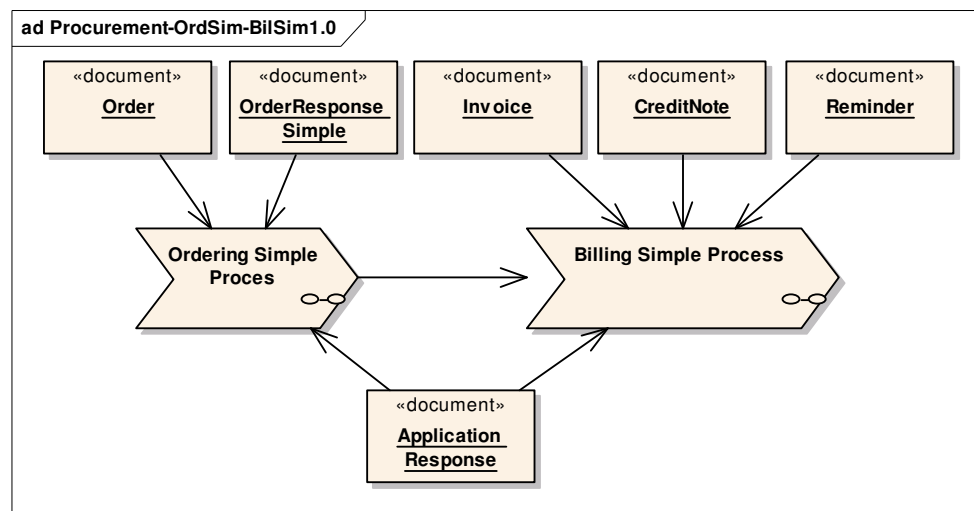 ad Procurement-OrdSim-BilSim1.0
«document»
Order
«document»
OrderResponse
Simple
«document»
Invoice
«document»
CreditNote
«document»
Reminder
Ordering Simple
Proces
Billing Simple Process
«document»
Application
Response